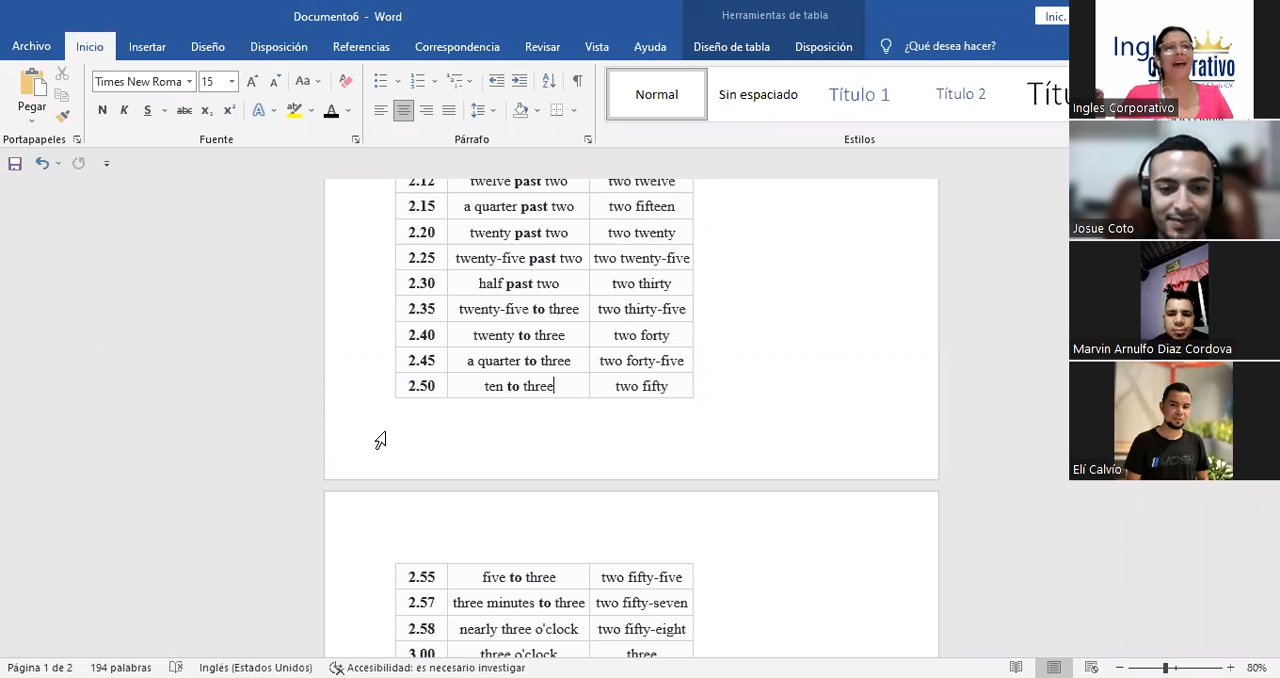 Documento6 - Word
Herramientas de tabla
Inic.
Archivo Inicio Insertar Diseño Disposición Referencias Correspondencia Revisar Vista Ayuda Diseño de tabla Disposición ¿Qué desea hacer?
Pegar
Times New Roma 15
Aa
N K S abc x₂ x² A A
Normal Sin espaciado Título 1 Título 2
Portapapeles Fuente Párrafo Estilos
2.12 twelve past two two twelve
2.15 a quarter past two two fifteen
2.20 twenty past two two twenty
2.25 twenty-five past two two twenty-five
2.30 half past two two thirty
2.35 twenty-five to three two thirty-five
2.40 twenty to three two forty
2.45 a quarter to three two forty-five
2.50 ten to three two fifty
2.55 five to three two fifty-five
2.57 three minutes to three two fifty-seven
2.58 nearly three o'clock two fifty-eight
3.00 three o'clock three
Página 1 de 2 194 palabras Inglés (Estados Unidos) Accesibilidad: es necesario investigar 80%
Ingles Corporativo
Josue Coto
Marvin Arnulfo Diaz Cordova
Elí Calvío